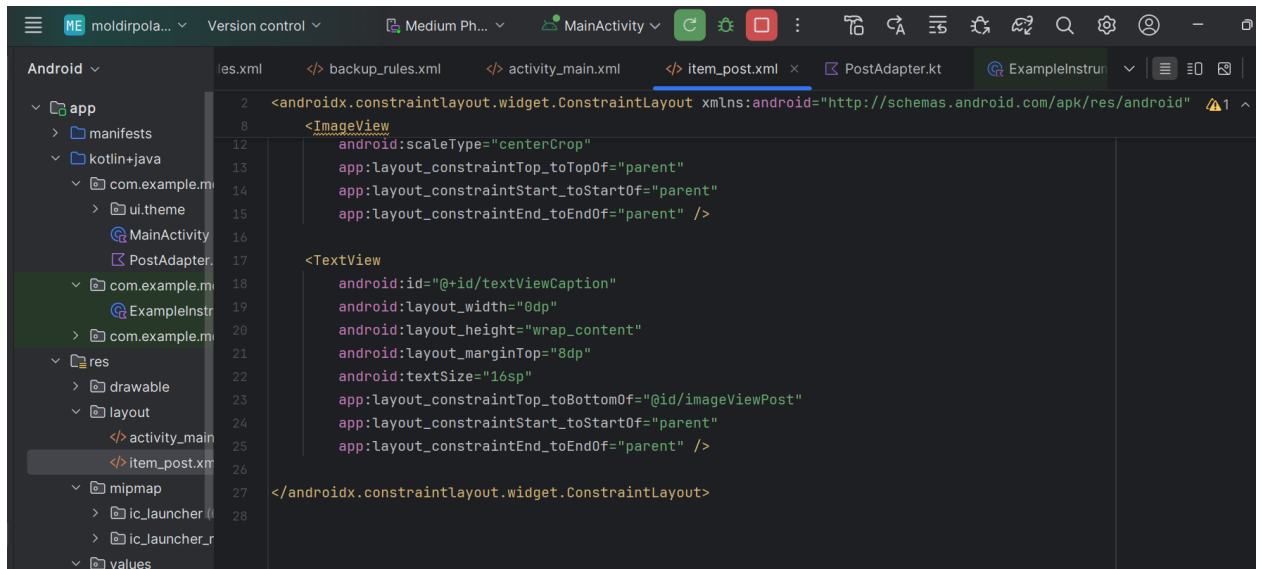 ME moldirpola... Version control Medium Ph... MainActivity
Android
les.xml backup_rules.xml activity_main.xml item_post.xml PostAdapter.kt ExampleInstrun
app
manifests
kotlin+java
com.example.m
ui.theme
MainActivity
PostAdapter.
com.example.m
ExampleInstr
com.example.m
res
drawable
layout
activity_main
item_post.xm
mipmap
ic_launcher
ic_launcher_r
values
2 <androidx.constraintlayout.widget.ConstraintLayout xmlns:android="http://schemas.android.com/apk/res/android" 1
8 <ImageView
12 android:scaleType="centerCrop"
13 app:layout_constraintTop_toTopOf="parent"
14 app:layout_constraintStart_toStartOf="parent"
15 app:layout_constraintEnd_toEndOf="parent" />
16
17 <TextView
18 android:id="@+id/textViewCaption"
19 android:layout_width="0dp"
20 android:layout_height="wrap_content"
21 android:layout_marginTop="8dp"
22 android:textSize="16sp"
23 app:layout_constraintTop_toBottomOf="@id/imageViewPost"
24 app:layout_constraintStart_toStartOf="parent"
25 app:layout_constraintEnd_toEndOf="parent" />
26
27 </androidx.constraintlayout.widget.ConstraintLayout>
28